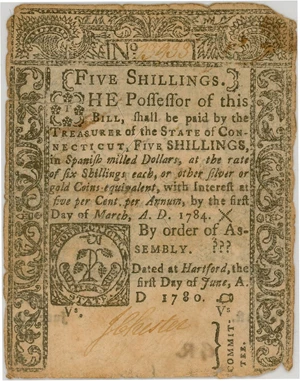 No
FIVE SHILLINGS.
THE Possessor of this
BILL, shall be paid by the
TREASURER of the STATE of CON-
NECTICUT, FIVE SHILLINGS,
in Spanish milled Dollars, at the rate
of six Shillings each, or other silver or
gold Coins equivalent, with Interest at
five per Cent. per Annum, by the first
Day of March, A. D. 1784. X
By order of As-
SEMBLY. ???
Dated at Hartford, the
first Day of June, A.
D 1780.
Vs. Vs
COMMIT-
TEE.
STATE